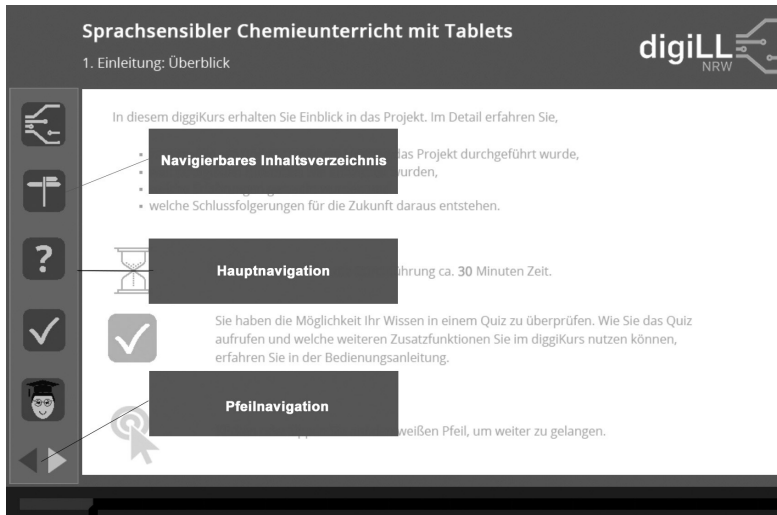 Sprachsensibler Chemieunterricht mit Tablets
1. Einleitung: Überblick
digiLL
NRW
In diesem diggiKurs erhalten Sie Einblick in das Projekt. Im Detail erfahren Sie,
das Projekt durchgeführt wurde,
Navigierbares Inhaltsverzeichnis
wurden,
• welche Schlussfolgerungen für die Zukunft daraus entstehen.
?
Hauptnavigation
ührung ca. 30 Minuten Zeit.
Sie haben die Möglichkeit Ihr Wissen in einem Quiz zu überprüfen. Wie Sie das Quiz
aufrufen und welche weiteren Zusatzfunktionen Sie im diggiKurs nutzen können,
erfahren Sie in der Bedienungsanleitung.
Pfeilnavigation
weißen Pfeil, um weiter zu gelangen.